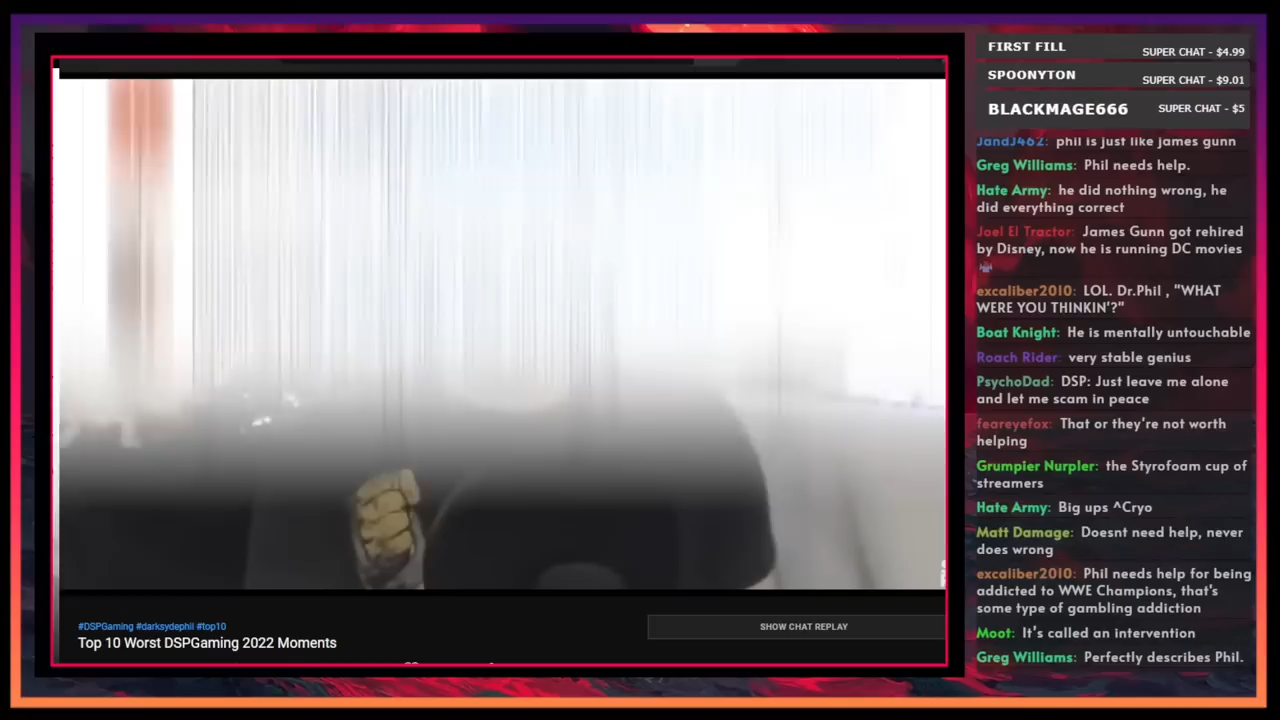 FIRST FILL SUPER CHAT - $4.99
SPOONYTON SUPER CHAT - $9.01
BLACKMAGE666 SUPER CHAT - $5
JandJ462: phil is just like james gunn
Greg Williams: Phil needs help.
Hate Army: he did nothing wrong, he
did everything correct
Joel El Tractor: James Gunn got rehired
by Disney, now he is running DC movies
excaliber2010: LOL. Dr.Phil , "WHAT
WERE YOU THINKIN'?"
Boat Knight: He is mentally untouchable
Roach Rider: very stable genius
PsychoDad: DSP: Just leave me alone
and let me scam in peace
feareyefox: That or they're not worth
helping
Grumpier Nurpler: the Styrofoam cup of
streamers
Hate Army: Big ups ^Cryo
Matt Damage: Doesnt need help, never
does wrong
excaliber2010: Phil needs help for being
addicted to WWE Champions, that's
some type of gambling addiction
Moot: It's called an intervention
Greg Williams: Perfectly describes Phil.
#DSPGaming #darksydephil #top10
Top 10 Worst DSPGaming 2022 Moments
SHOW CHAT REPLAY